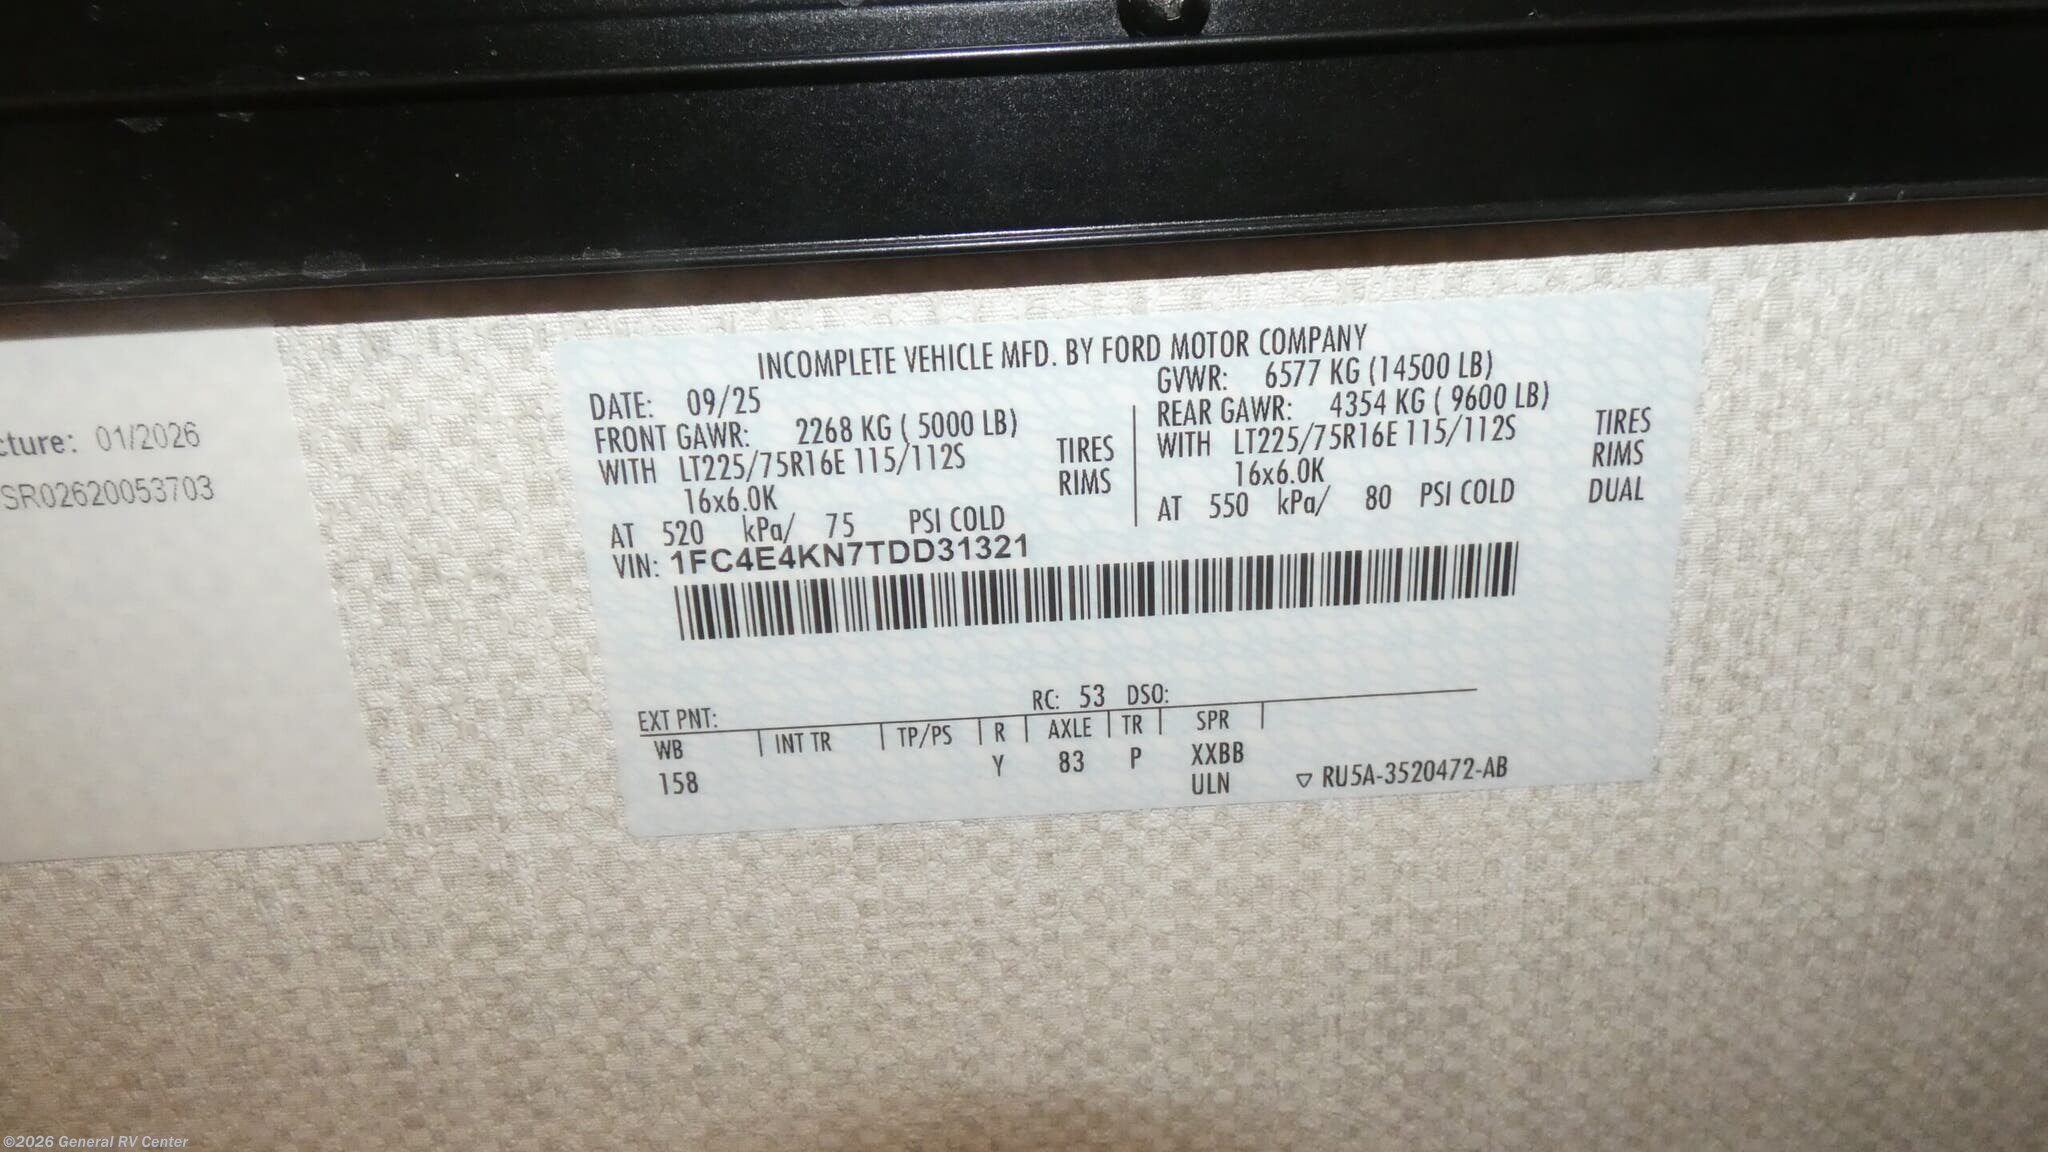 cture: 01/2026
SR02620053703
INCOMPLETE VEHICLE MFD. BY FORD MOTOR COMPANY
DATE: 09/25
FRONT GAWR: 2268 KG ( 5000 LB)
WITH LT225/75R16E 115/112S TIRES
16x6.0K RIMS
AT 520 kPa/ 75 PSI COLD
GVWR: 6577 KG (14500 LB)
REAR GAWR: 4354 KG ( 9600 LB)
WITH LT225/75R16E 115/112S TIRES
16x6.0K RIMS
AT 550 kPa/ 80 PSI COLD DUAL
VIN: 1FC4E4KN7TDD31321
EXT PNT: RC: 53 DSO:
WB INT TR TP/PS R AXLE TR SPR
158 Y 83 P XXBB
ULN ▽ RU5A-3520472-AB
©2026 General RV Center